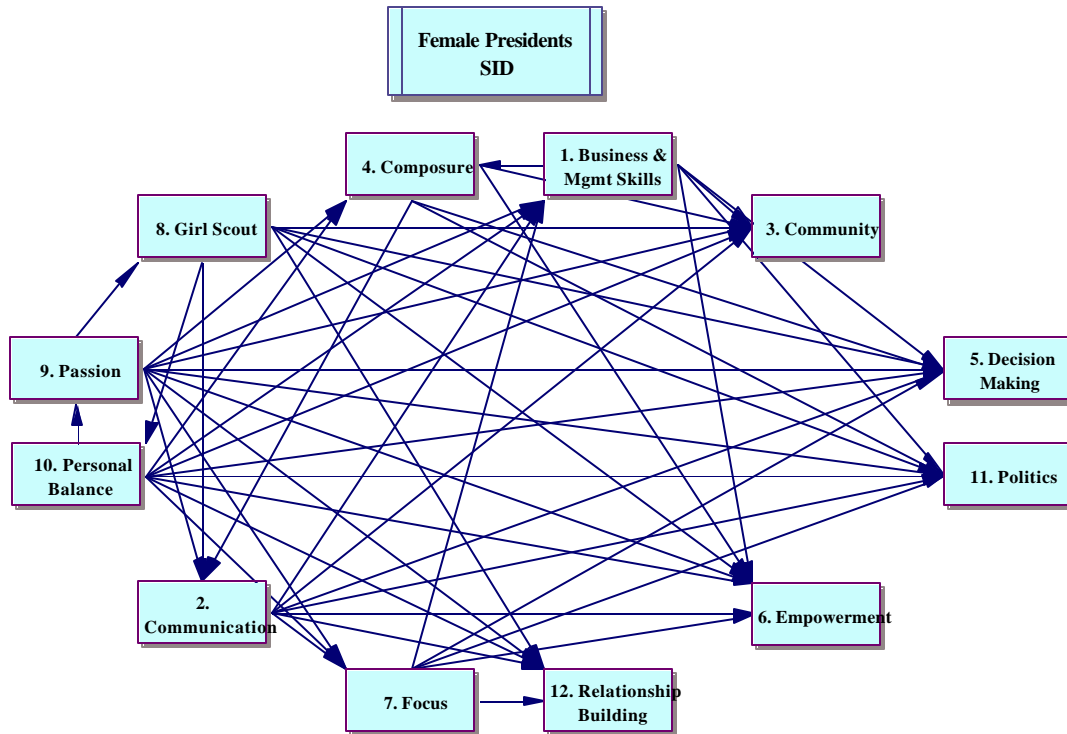 Female Presidents
SID
4. Composure
1. Business &
Mgmt Skills
8. Girl Scout
3. Community
9. Passion
5. Decision
Making
10. Personal
Balance
11. Politics
2.
Communication
6. Empowerment
7. Focus
12. Relationship
Building